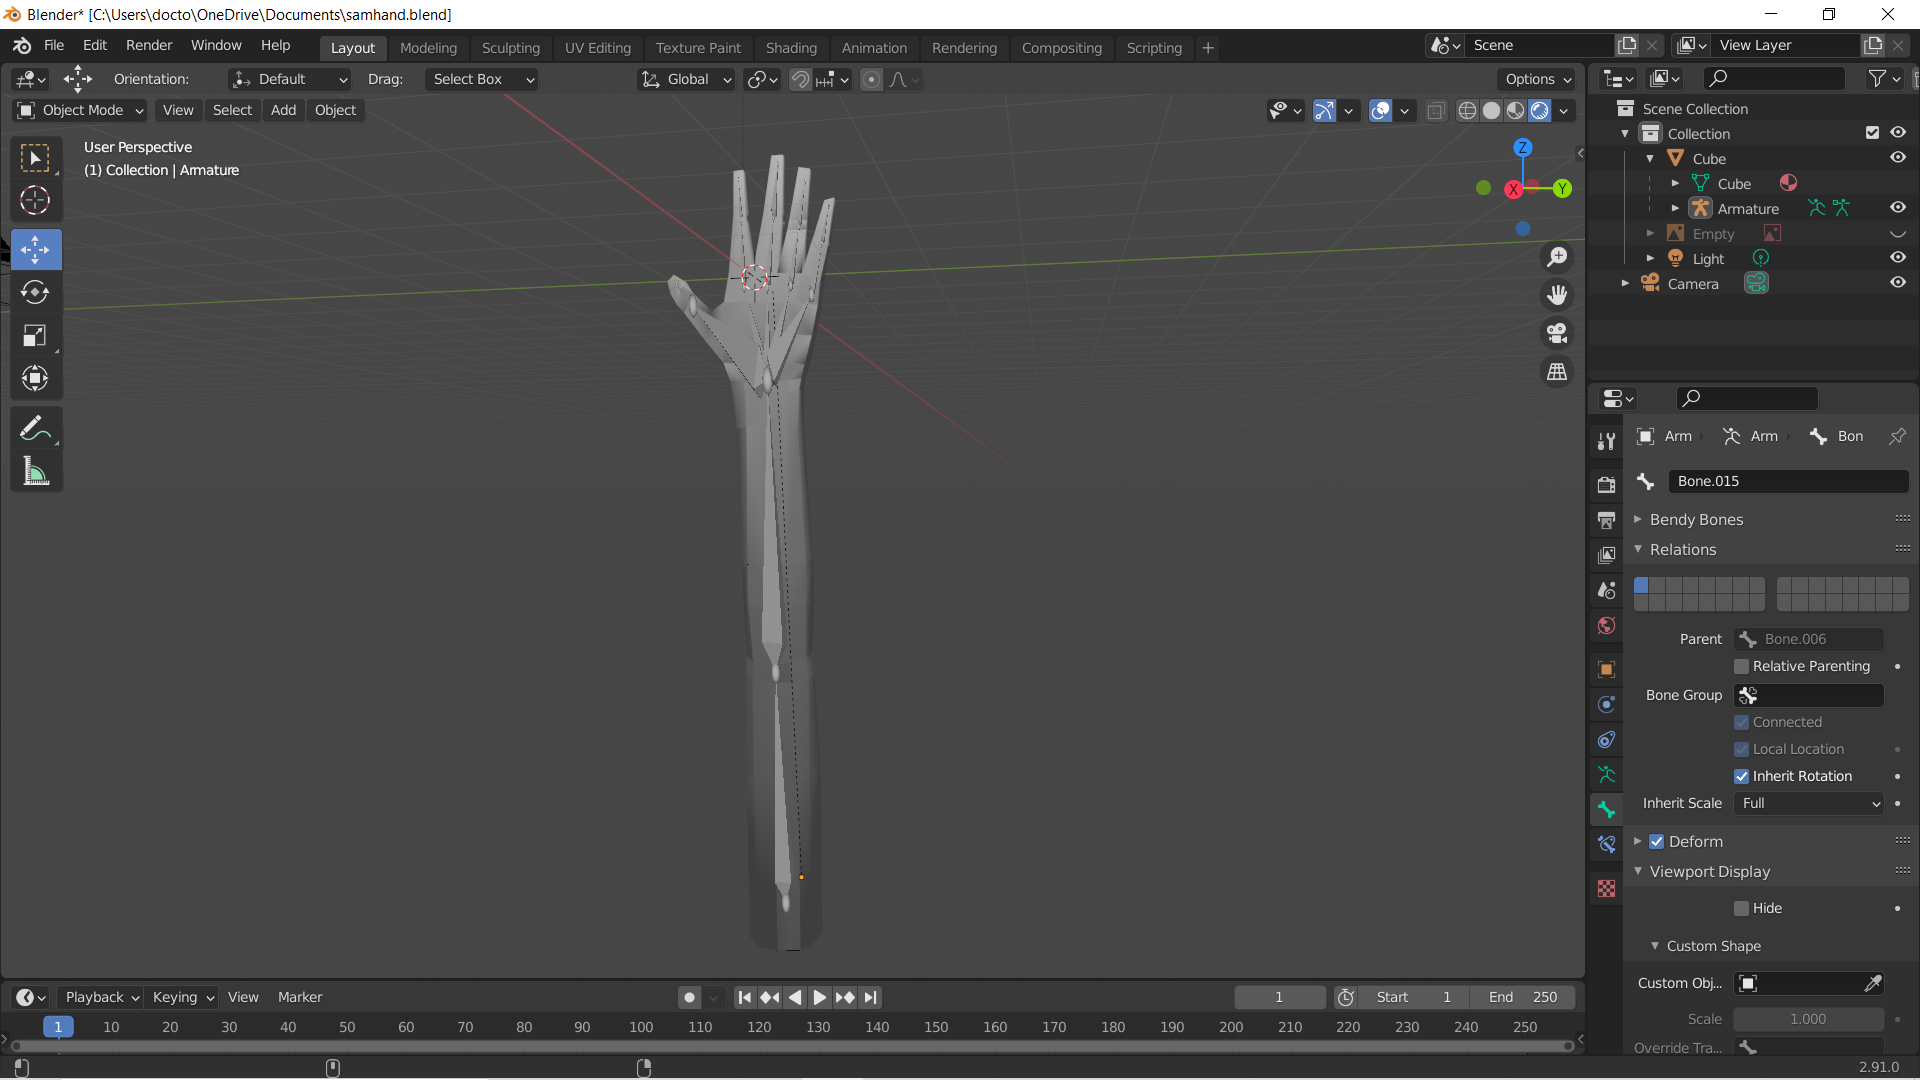 Blender* [C:\Users\docto\OneDrive\Documents\samhand.blend]
File Edit Render Window Help Layout Modeling Sculpting UV Editing Texture Paint Shading Animation Rendering Compositing Scripting + Scene View Layer
Orientation: Default Drag: Select Box Global Options
Object Mode View Select Add Object
User Perspective
(1) Collection | Armature
Z
X Y
Scene Collection
Collection
Cube
Cube
Armature
Empty
Light
Camera
Arm Arm Bon
Bone.015
Bendy Bones
Relations
Parent Bone.006
Relative Parenting
Bone Group
Connected
Local Location
Inherit Rotation
Inherit Scale Full
Deform
Viewport Display
Hide
Custom Shape
Custom Obj...
Scale 1.000
Override Tra...
Playback Keying View Marker 1 Start 1 End 250
1 10 20 30 40 50 60 70 80 90 100 110 120 130 140 150 160 170 180 190 200 210 220 230 240 250
2.91.0